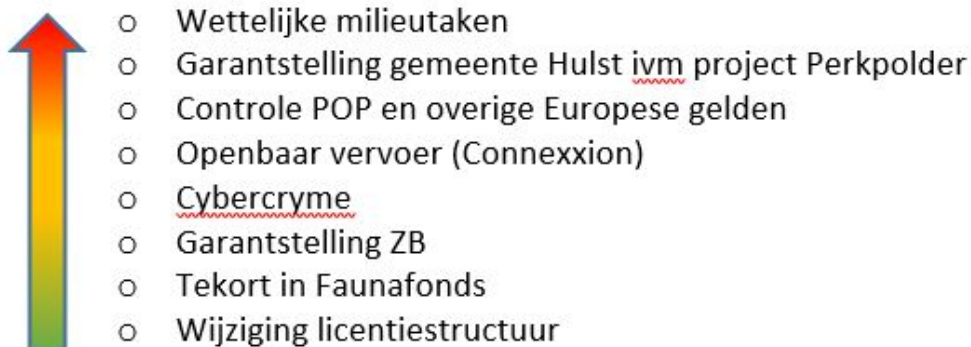 o Wettelijke milieutaken
o Garantstelling gemeente Hulst ivm project Perkpolder
o Controle POP en overige Europese gelden
o Openbaar vervoer (Connexxion)
o Cybercryme
o Garantstelling ZB
o Tekort in Faunafonds
o Wijziging licentiestructuur